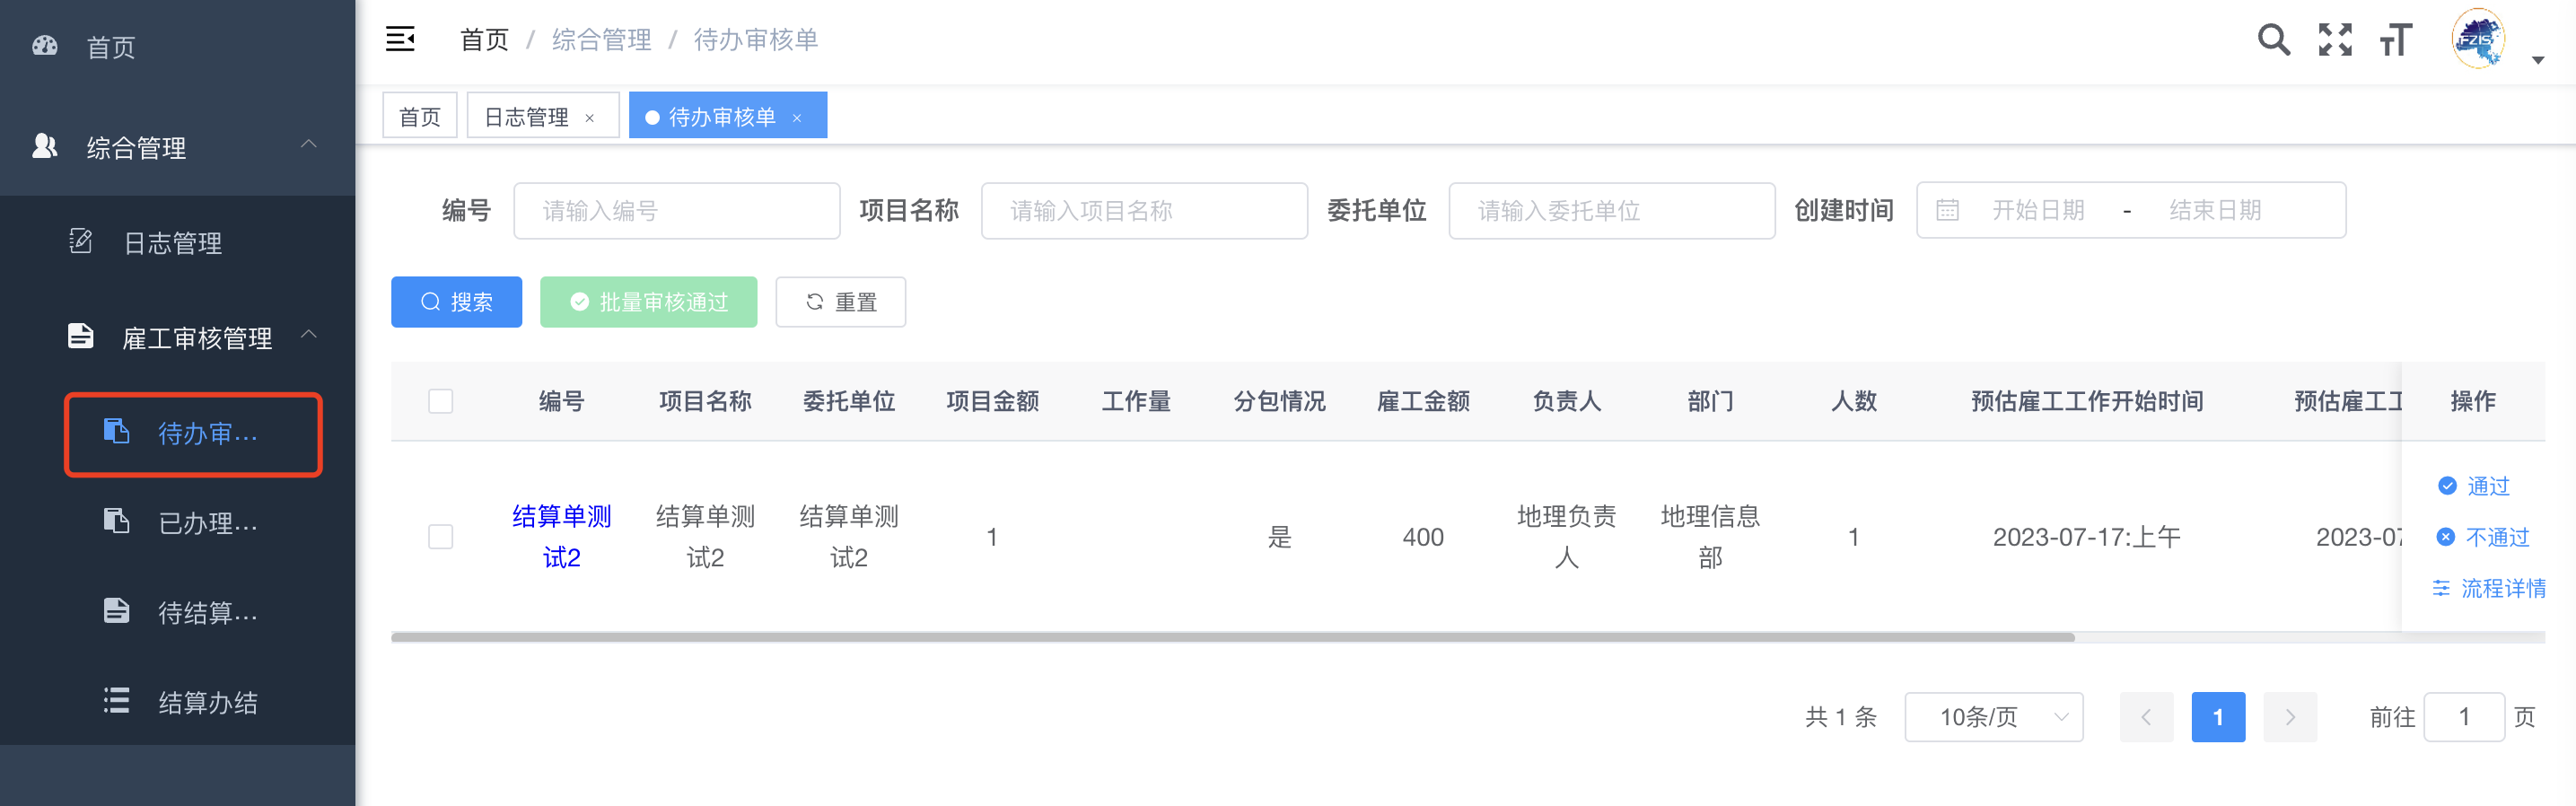 首页
综合管理
日志管理
雇工审核管理
待办审...
已办理...
待结算...
结算办结
首页 / 综合管理 / 待办审核单
FZIS
首页 日志管理 × 待办审核单 ×
编号 请输入编号 项目名称 请输入项目名称 委托单位 请输入委托单位 创建时间 开始日期 - 结束日期
搜索 批量审核通过 重置
编号 项目名称 委托单位 项目金额 工作量 分包情况 雇工金额 负责人 部门 人数 预估雇工工作开始时间 预估雇工工 操作
结算单测试2 结算单测试2 结算单测试2 1 是 400 地理负责人 地理信息部 1 2023-07-17:上午 2023-07
通过
不通过
流程详情
共 1 条 10条/页 1 前往 1 页